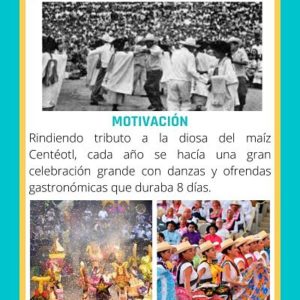 MOTIVACIÓN
Rindiendo tributo a la diosa del maíz
Centéotl, cada año se hacía una gran
celebración grande con danzas y ofrendas
gastronómicas que duraba 8 días.